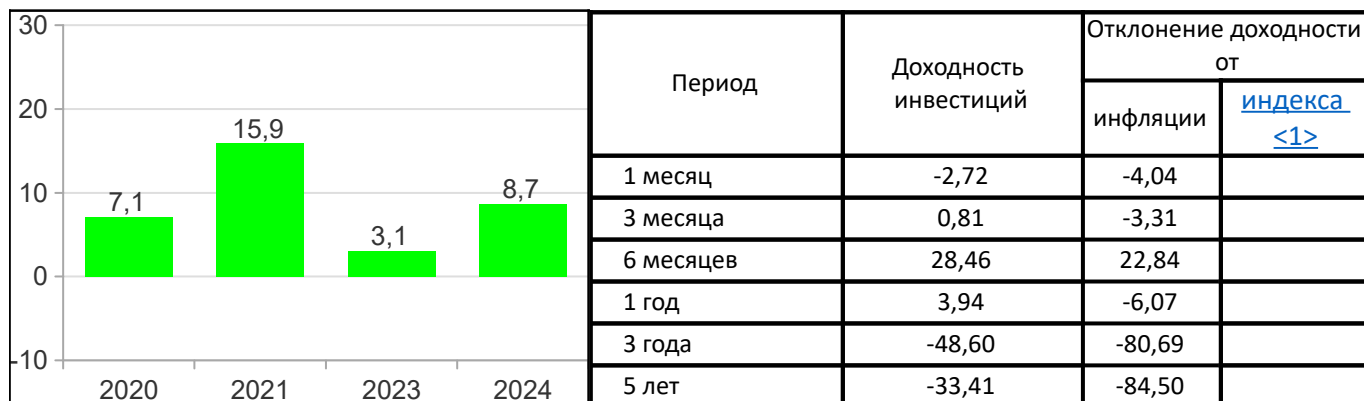 30
20
10
0
-10
7,1
15,9
3,1
8,7
2020 2021 2023 2024
Период
Доходность
инвестиций
Отклонение доходности
от
инфляции
индекса
<1>
1 месяц -2,72 -4,04
3 месяца 0,81 -3,31
6 месяцев 28,46 22,84
1 год 3,94 -6,07
3 года -48,60 -80,69
5 лет -33,41 -84,50